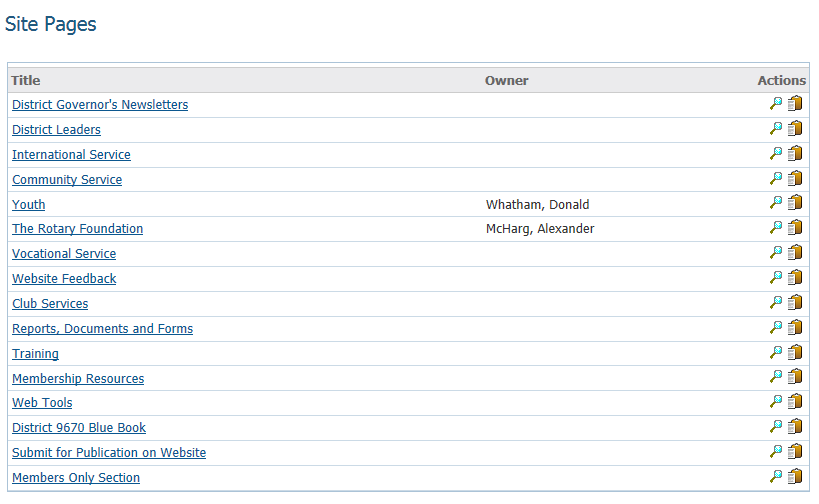 Site Pages
Title Owner Actions
District Governor's Newsletters
District Leaders
International Service
Community Service
Youth Whatham, Donald
The Rotary Foundation McHarg, Alexander
Vocational Service
Website Feedback
Club Services
Reports, Documents and Forms
Training
Membership Resources
Web Tools
District 9670 Blue Book
Submit for Publication on Website
Members Only Section